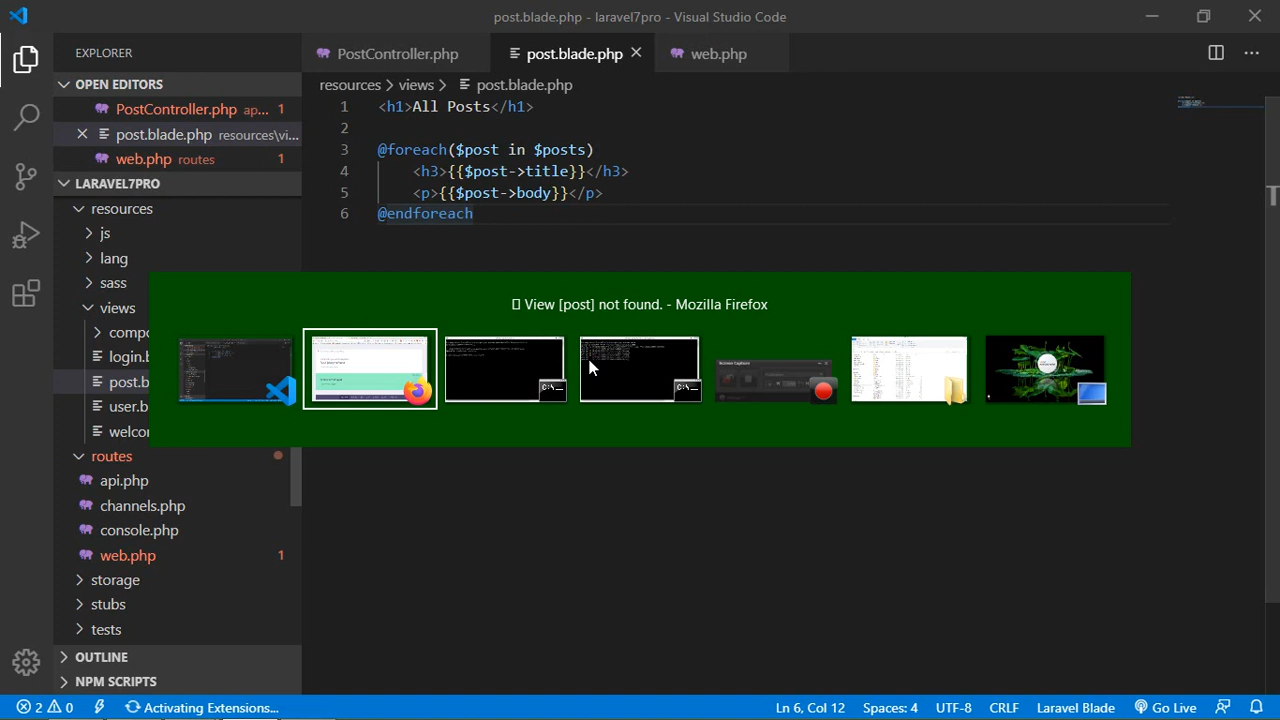 post.blade.php - laravel7pro - Visual Studio Code
EXPLORER
PostController.php
post.blade.php
web.php
OPEN EDITORS
PostController.php ap... 1
post.blade.php resources\vi...
web.php routes 1
LARAVEL7PRO
resources
js
lang
sass
views
compo
login.b
post.b
user.b
welco
routes
api.php
channels.php
console.php
web.php 1
storage
stubs
tests
OUTLINE
NPM SCRIPTS
resources > views > post.blade.php
1 <h1>All Posts</h1>
2
3 @foreach($post in $posts)
4 <h3>{{$post->title}}</h3>
5 <p>{{$post->body}}</p>
6 @endforeach
View [post] not found. - Mozilla Firefox
2 0 Activating Extensions... Ln 6, Col 12 Spaces: 4 UTF-8 CRLF Laravel Blade Go Live